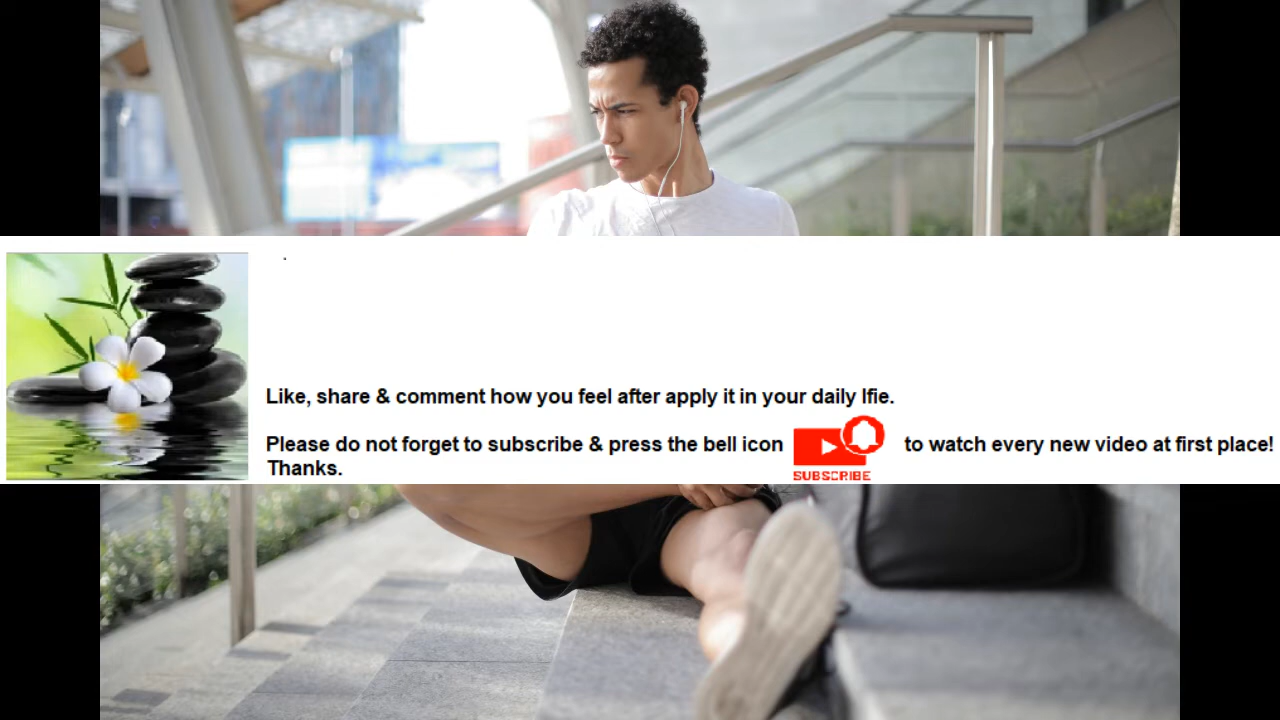 Like, share & comment how you feel after apply it in your daily lfie.
Please do not forget to subscribe & press the bell icon SUBSCRIBE to watch every new video at first place!
Thanks.